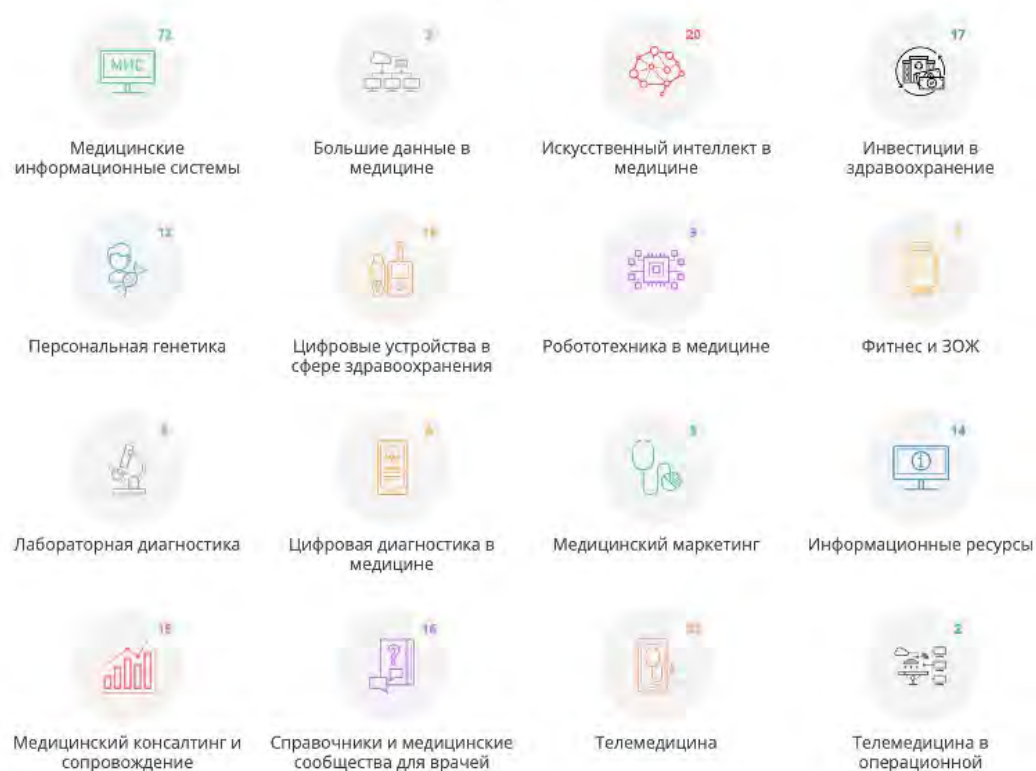 72
МИС
Медицинские
информационные системы
2
Большие данные в
медицине
20
Искусственный интеллект в
медицине
17
Инвестиции в
здравоохранение
12
Персональная генетика
Цифровые устройства в
сфере здравоохранения
Робототехника в медицине
Фитнес и ЗОЖ
Лабораторная диагностика
Цифровая диагностика в
медицине
Медицинский маркетинг
14
Информационные ресурсы
Медицинский консалтинг и
сопровождение
16
Справочники и медицинские
сообщества для врачей
Телемедицина
2
Телемедицина в
операционной